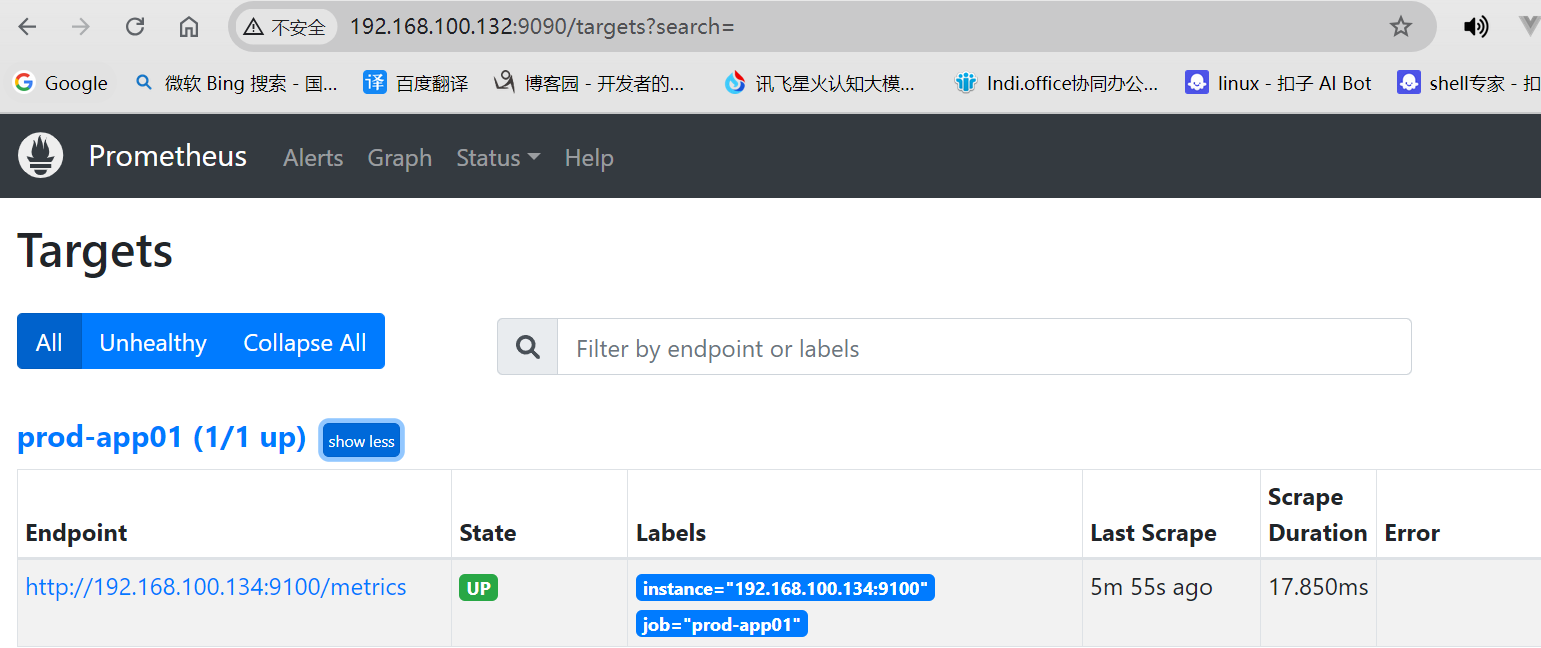 不安全 192.168.100.132:9090/targets?search=
Google 微软 Bing 搜索 - 国... 百度翻译 博客园 - 开发者的... 讯飞星火认知大模... Indi.office协同办公... linux - 扣子 AI Bot shell专家 - 扣
Prometheus Alerts Graph Status Help
Targets
All Unhealthy Collapse All Filter by endpoint or labels
prod-app01 (1/1 up) show less
Endpoint State Labels Last Scrape Scrape Duration Error
http://192.168.100.134:9100/metrics UP instance="192.168.100.134:9100" 5m 55s ago 17.850ms
job="prod-app01"